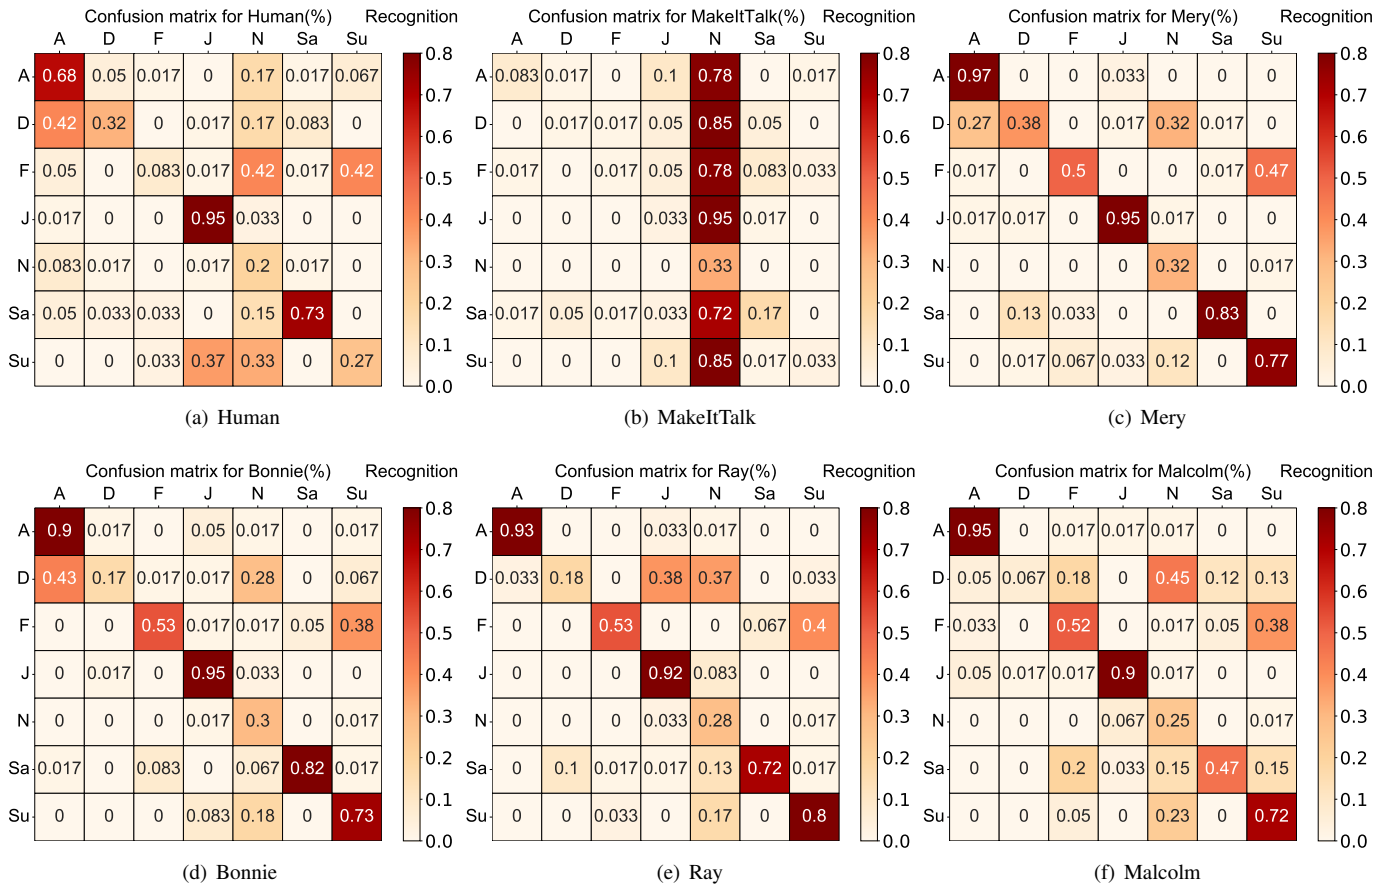 Confusion matrix for Human(%) Recognition
A D F J N Sa Su
A 0.68 0.05 0.017 0 0.17 0.017 0.067
D 0.42 0.32 0 0.017 0.17 0.083 0
F 0.05 0 0.083 0.017 0.42 0.017 0.42
J 0.017 0 0 0.95 0.033 0 0
N 0.083 0.017 0 0.017 0.2 0.017 0
Sa 0.05 0.033 0.033 0 0.15 0.73 0
Su 0 0 0.033 0.37 0.33 0 0.27
0.8
0.7
0.6
0.5
0.4
0.3
0.2
0.1
0.0
(a) Human
Confusion matrix for MakeItTalk(%) Recognition
A D F J N Sa Su
A 0.083 0.017 0 0.1 0.78 0 0.017
D 0 0.017 0.017 0.05 0.85 0.05 0
F 0.017 0 0.017 0.05 0.78 0.083 0.033
J 0 0 0 0.033 0.95 0.017 0
N 0 0 0 0 0.33 0 0
Sa 0.017 0.05 0.017 0.033 0.72 0.17 0
Su 0 0 0 0.1 0.85 0.017 0.033
0.8
0.7
0.6
0.5
0.4
0.3
0.2
0.1
0.0
(b) MakeItTalk
Confusion matrix for Mery(%) Recognition
A D F J N Sa Su
A 0.97 0 0 0.033 0 0 0
D 0.27 0.38 0 0.017 0.32 0.017 0
F 0.017 0 0.5 0 0 0.017 0.47
J 0.017 0.017 0 0.95 0.017 0 0
N 0 0 0 0 0.32 0 0.017
Sa 0 0.13 0.033 0 0 0.83 0
Su 0 0.017 0.067 0.033 0.12 0 0.77
0.8
0.7
0.6
0.5
0.4
0.3
0.2
0.1
0.0
(c) Mery
Confusion matrix for Bonnie(%) Recognition
A D F J N Sa Su
A 0.9 0.017 0 0.05 0.017 0 0.017
D 0.43 0.17 0.017 0.017 0.28 0 0.067
F 0 0 0.53 0.017 0.017 0.05 0.38
J 0 0.017 0 0.95 0.033 0 0
N 0 0 0 0.017 0.3 0 0.017
Sa 0.017 0 0.083 0 0.067 0.82 0.017
Su 0 0 0 0.083 0.18 0 0.73
0.8
0.7
0.6
0.5
0.4
0.3
0.2
0.1
0.0
(d) Bonnie
Confusion matrix for Ray(%) Recognition
A D F J N Sa Su
A 0.93 0 0 0.033 0.017 0 0
D 0.033 0.18 0 0.38 0.37 0 0.033
F 0 0 0.53 0 0 0.067 0.4
J 0 0 0 0.92 0.083 0 0
N 0 0 0 0.033 0.28 0 0.017
Sa 0 0.1 0.017 0.017 0.13 0.72 0.017
Su 0 0 0.033 0 0.17 0 0.8
0.8
0.7
0.6
0.5
0.4
0.3
0.2
0.1
0.0
(e) Ray
Confusion matrix for Malcolm(%) Recognition
A D F J N Sa Su
A 0.95 0 0.017 0.017 0.017 0 0
D 0.05 0.067 0.18 0 0.45 0.12 0.13
F 0.033 0 0.52 0 0.017 0.05 0.38
J 0.05 0.017 0.017 0.9 0.017 0 0
N 0 0 0 0.067 0.25 0 0.017
Sa 0 0 0.2 0.033 0.15 0.47 0.15
Su 0 0 0.05 0 0.23 0 0.72
0.8
0.7
0.6
0.5
0.4
0.3
0.2
0.1
0.0
(f) Malcolm